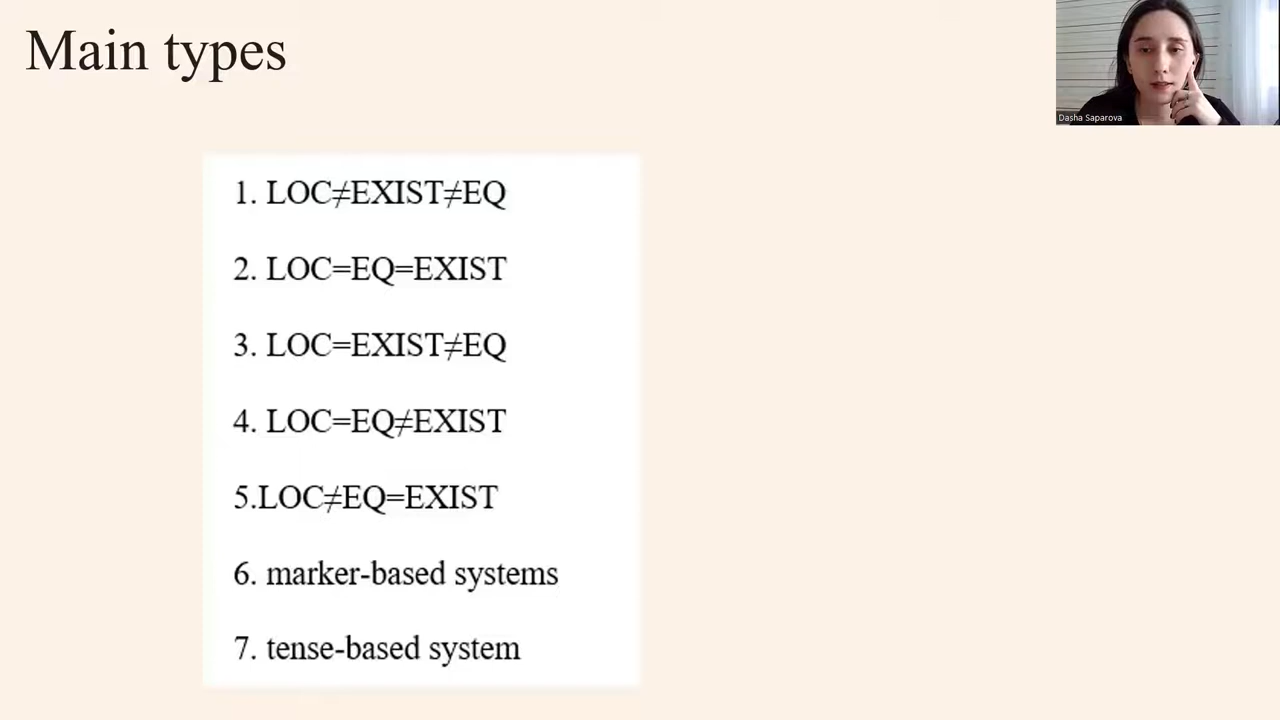 Main types
Dasha Saparova
1. LOC≠EXIST≠EQ
2. LOC=EQ=EXIST
3. LOC=EXIST≠EQ
4. LOC=EQ≠EXIST
5.LOC≠EQ=EXIST
6. marker-based systems
7. tense-based system